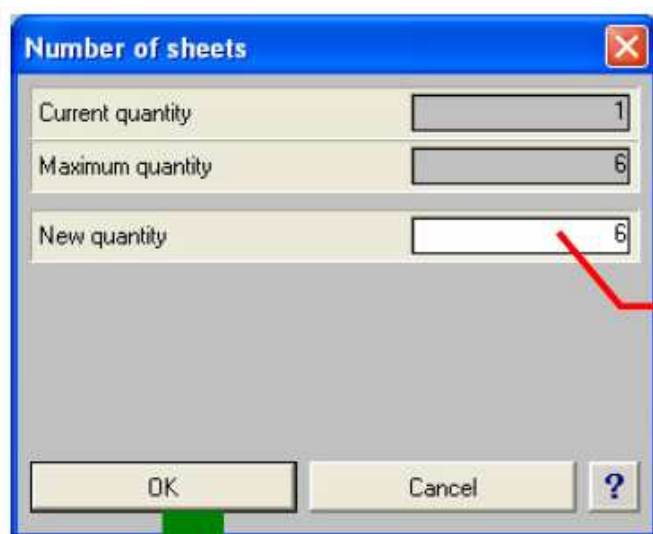 Number of sheets
Current quantity 1
Maximum quantity 6
New quantity 6
OK Cancel ?